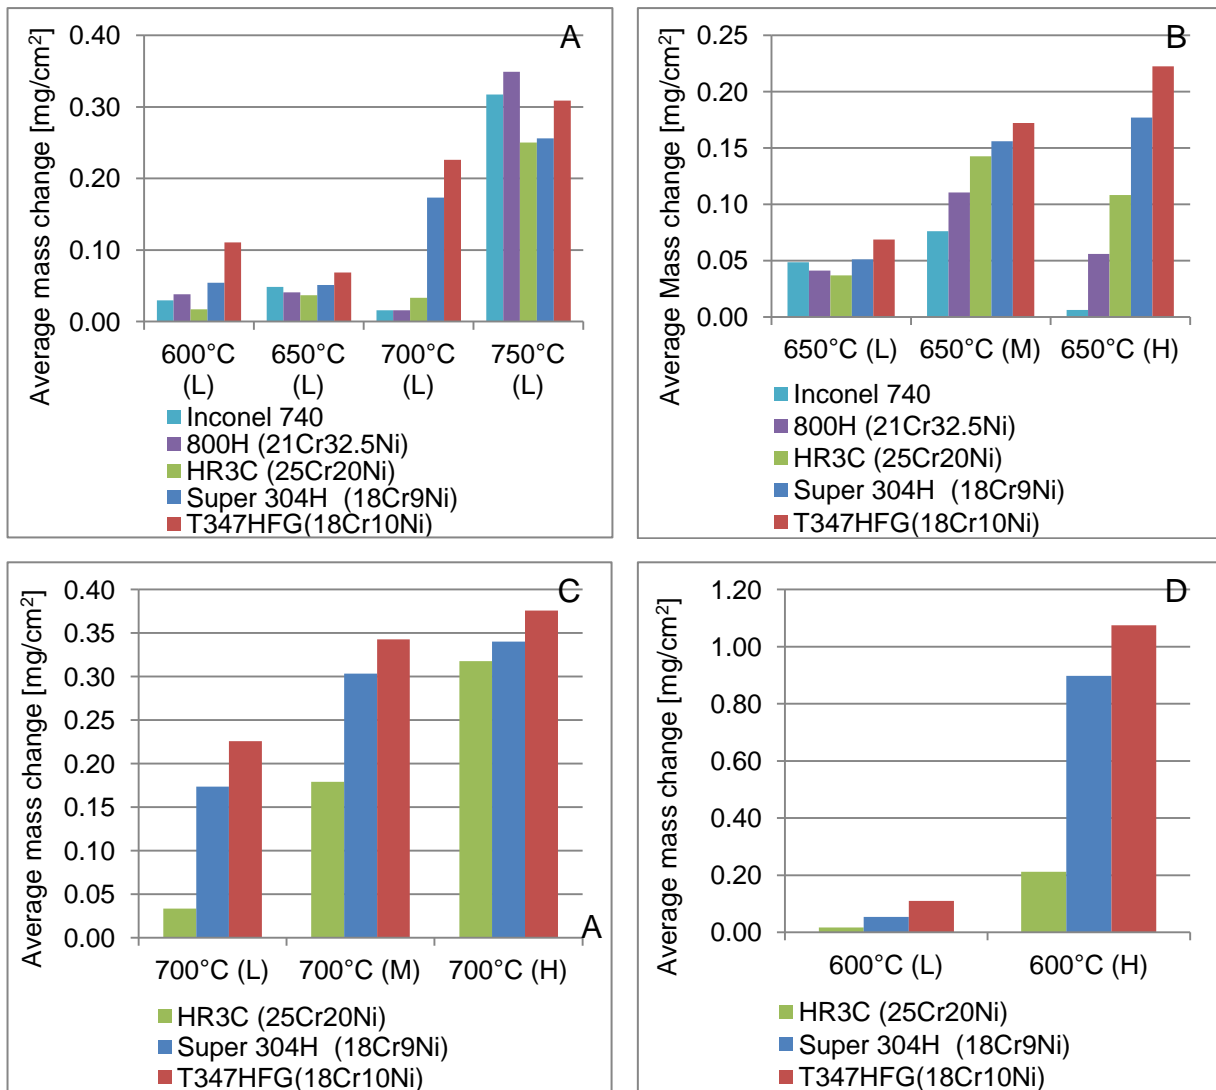 A
Average mass change [mg/cm²]
0.40
0.30
0.20
0.10
0.00
600°C 650°C 700°C 750°C
(L) (L) (L) (L)
Inconel 740
800H (21Cr32.5Ni)
HR3C (25Cr20Ni)
Super 304H (18Cr9Ni)
T347HFG(18Cr10Ni)
B
Average Mass change [mg/cm²]
0.25
0.20
0.15
0.10
0.05
0.00
650°C (L) 650°C (M) 650°C (H)
Inconel 740
800H (21Cr32.5Ni)
HR3C (25Cr20Ni)
Super 304H (18Cr9Ni)
T347HFG(18Cr10Ni)
C
Average mass change [mg/cm²]
0.40
0.35
0.30
0.25
0.20
0.15
0.10
0.05
0.00
A
700°C (L) 700°C (M) 700°C (H)
HR3C (25Cr20Ni)
Super 304H (18Cr9Ni)
T347HFG(18Cr10Ni)
D
Average mass change [mg/cm²]
1.20
1.00
0.80
0.60
0.40
0.20
0.00
600°C (L) 600°C (H)
HR3C (25Cr20Ni)
Super 304H (18Cr9Ni)
T347HFG(18Cr10Ni)